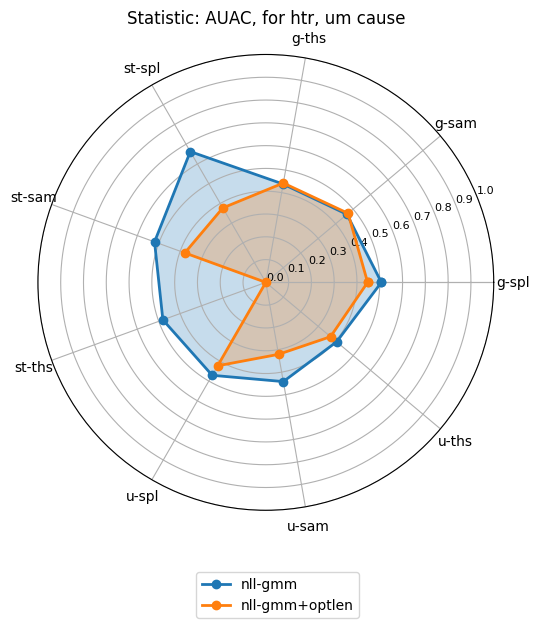 Statistic: AUAC, for htr, um cause
g-ths
st-spl
g-sam
st-sam
1.0
0.9
0.8
0.7
0.6
0.5
0.4
0.3
0.2
0.1
0.0
g-spl
st-ths
u-ths
u-spl
u-sam
nll-gmm
nll-gmm+optlen